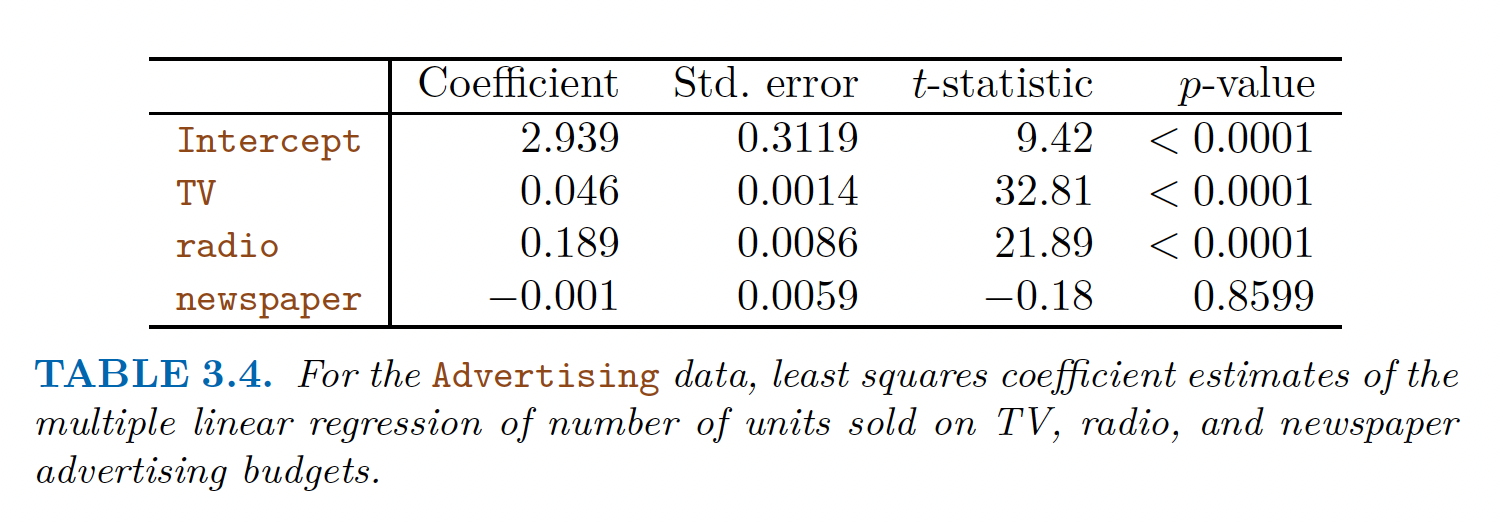 Coefficient Std. error t-statistic p-value
Intercept 2.939 0.3119 9.42 < 0.0001
TV 0.046 0.0014 32.81 < 0.0001
radio 0.189 0.0086 21.89 < 0.0001
newspaper −0.001 0.0059 −0.18 0.8599
TABLE 3.4. For the Advertising data, least squares coefficient estimates of the
multiple linear regression of number of units sold on TV, radio, and newspaper
advertising budgets.